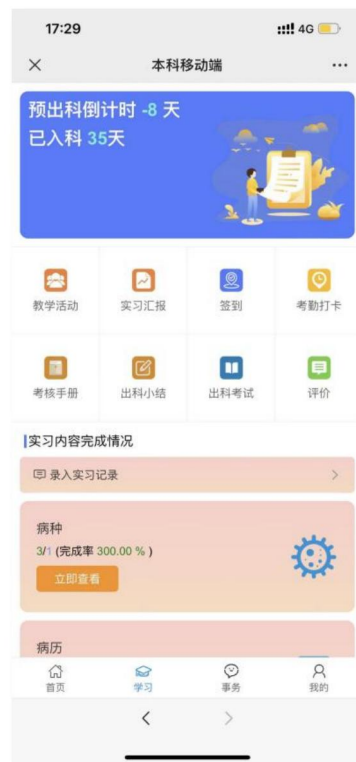 17:29
4G
本科移动端
预出科倒计时 -8 天
已入科 35天
教学活动
实习汇报
签到
考勤打卡
考核手册
出科小结
出科考试
评价
实习内容完成情况
录入实习记录
病种
3/1 (完成率 300.00 % )
立即查看
病历
首页
学习
事务
我的